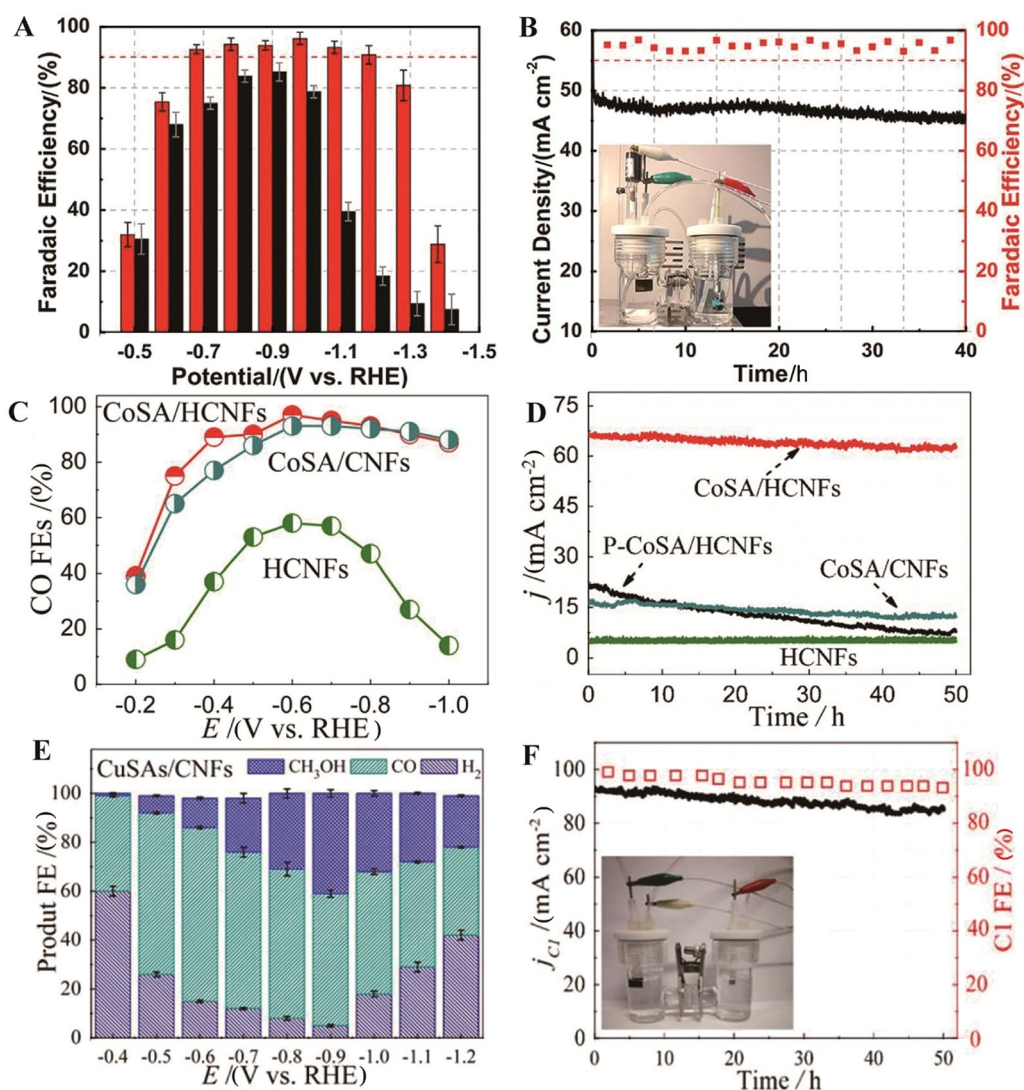 A
100
80
60
40
20
0
Faradaic Efficiency/(%)
-0.5 -0.7 -0.9 -1.1 -1.3 -1.5
Potential/(V vs. RHE)
B
60
50
40
30
20
10
Current Density/(mA cm-2)
100
80
60
40
20
0
Faradaic Efficiency/(%)
0 10 20 30 40
Time/h
C
100
80
60
40
20
0
CO FEs /(%)
CoSA/HCNFs
CoSA/CNFs
HCNFs
-0.2 -0.4 -0.6 -0.8 -1.0
E /(V vs. RHE)
D
75
60
45
30
15
0
j /(mA cm-2)
CoSA/HCNFs
P-CoSA/HCNFs
CoSA/CNFs
HCNFs
0 10 20 30 40 50
Time / h
E
CuSAs/CNFs
CH3OH CO H2
100
80
60
40
20
0
Produt FE /(%)
-0.4 -0.5 -0.6 -0.7 -0.8 -0.9 -1.0 -1.1 -1.2
E /(V vs. RHE)
F
100
80
60
40
20
0
jC1 /(mA cm-2)
100
80
60
40
20
0
C1 FE / (%)
0 10 20 30 40 50
Time / h